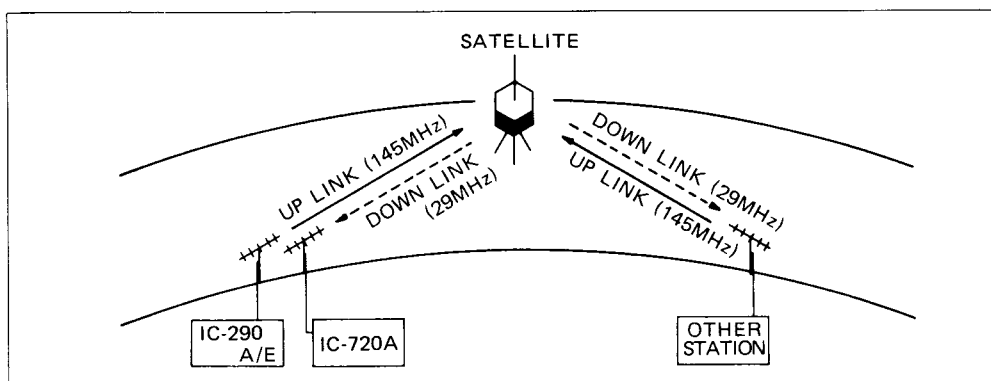 SATELLITE
UP LINK (145MHz)
DOWN LINK
(29MHz)
DOWN LINK (29MHz)
UP LINK (145MHz)
IC-290
A/E
IC-720A
OTHER
STATION